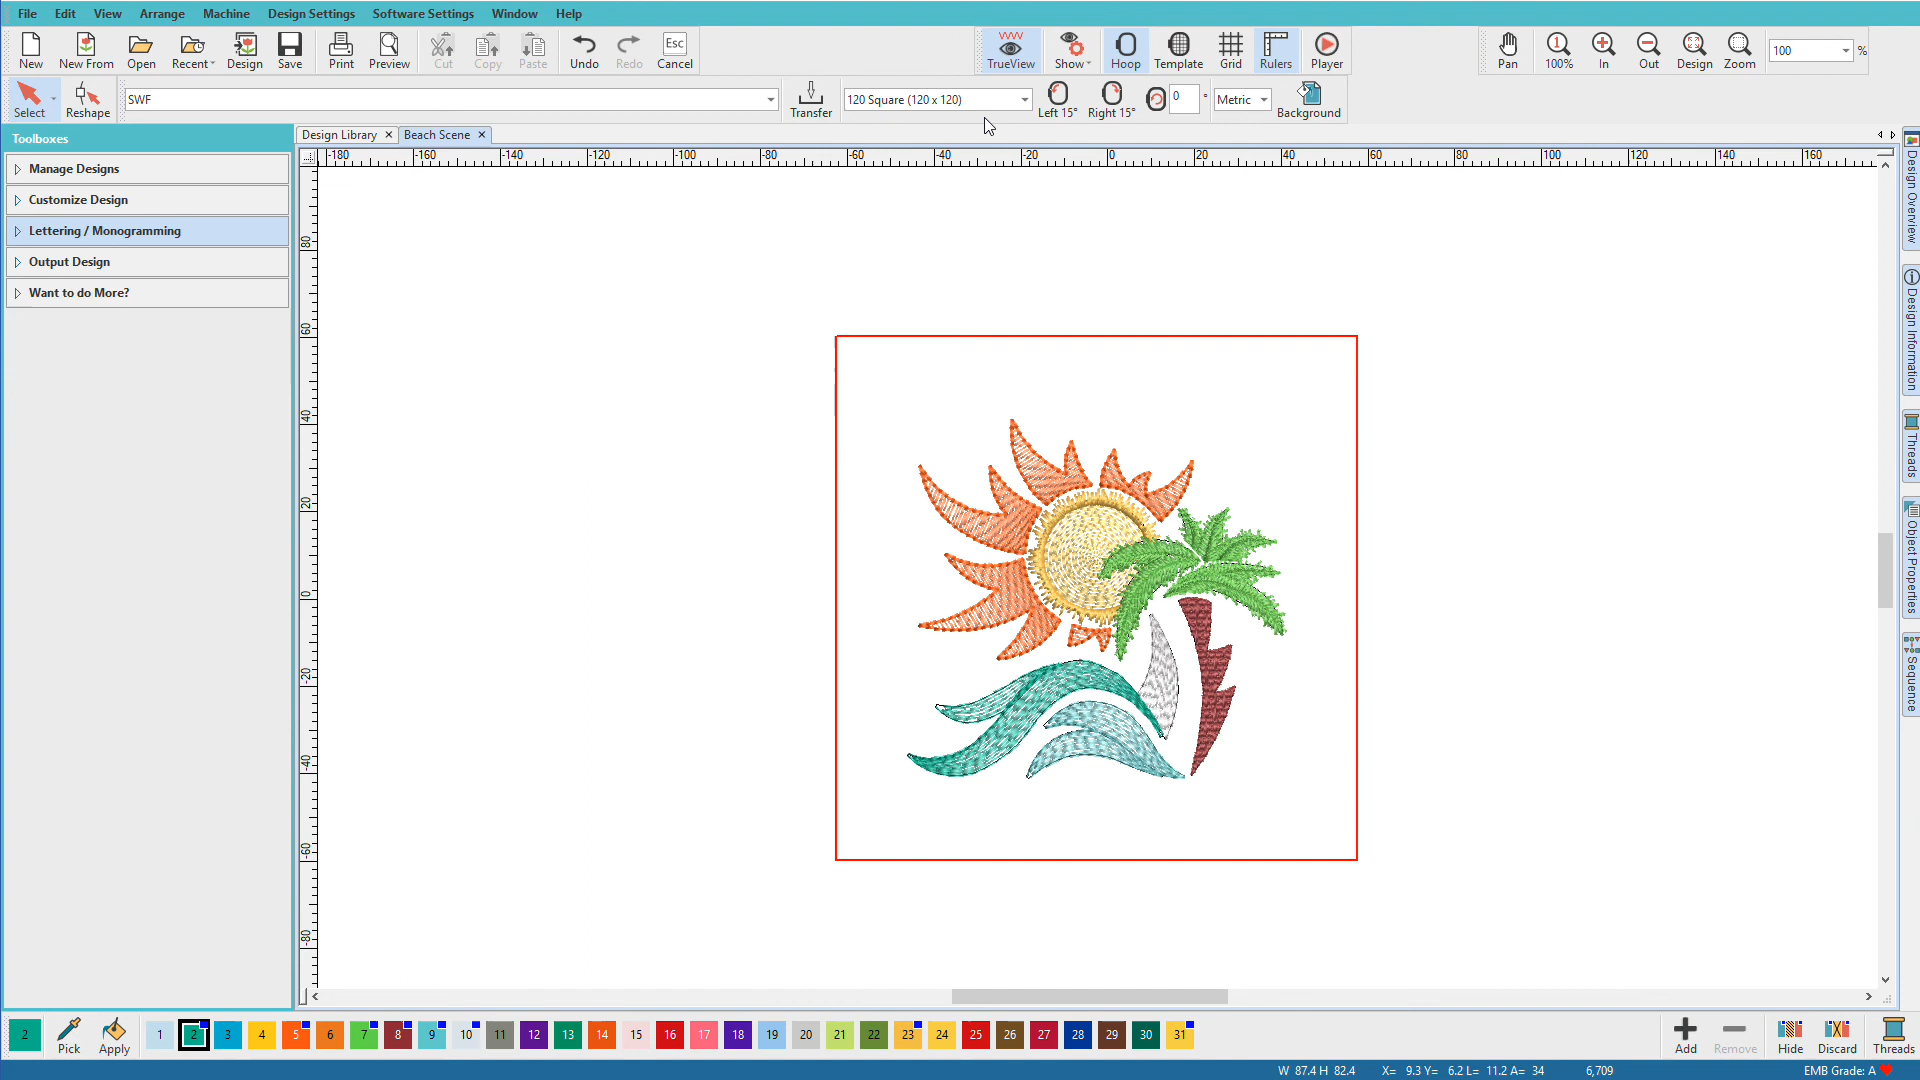 File Edit View Arrange Machine Design Settings Software Settings Window Help
New New From Open Recent Design Save Print Preview Cut Copy Paste Undo Redo Esc Cancel TrueView Show Hoop Template Grid Rulers Player Pan 1 100% In Out Design Zoom 100 %
Select Reshape SWF Transfer 120 Square (120 x 120) Left 15° Right 15° 0 ° Metric Background
Toolboxes
Design Library Beach Scene
-180 -160 -140 -120 -100 -80 -60 -40 -20 0 20 40 60 80 100 120 140 160
Manage Designs
Customize Design
Lettering / Monogramming
Output Design
Want to do More?
80
60
40
20
0
-20
-40
-60
-80
Design Overview
Design Information
Threads
Object Properties
Sequence
2 Pick Apply 1 2 3 4 5 6 7 8 9 10 11 12 13 14 15 16 17 18 19 20 21 22 23 24 25 26 27 28 29 30 31 Add Remove Hide Discard Threads
W 87.4 H 82.4 X= 9.3 Y= 6.2 L= 11.2 A= 34 6,709 EMB Grade: A